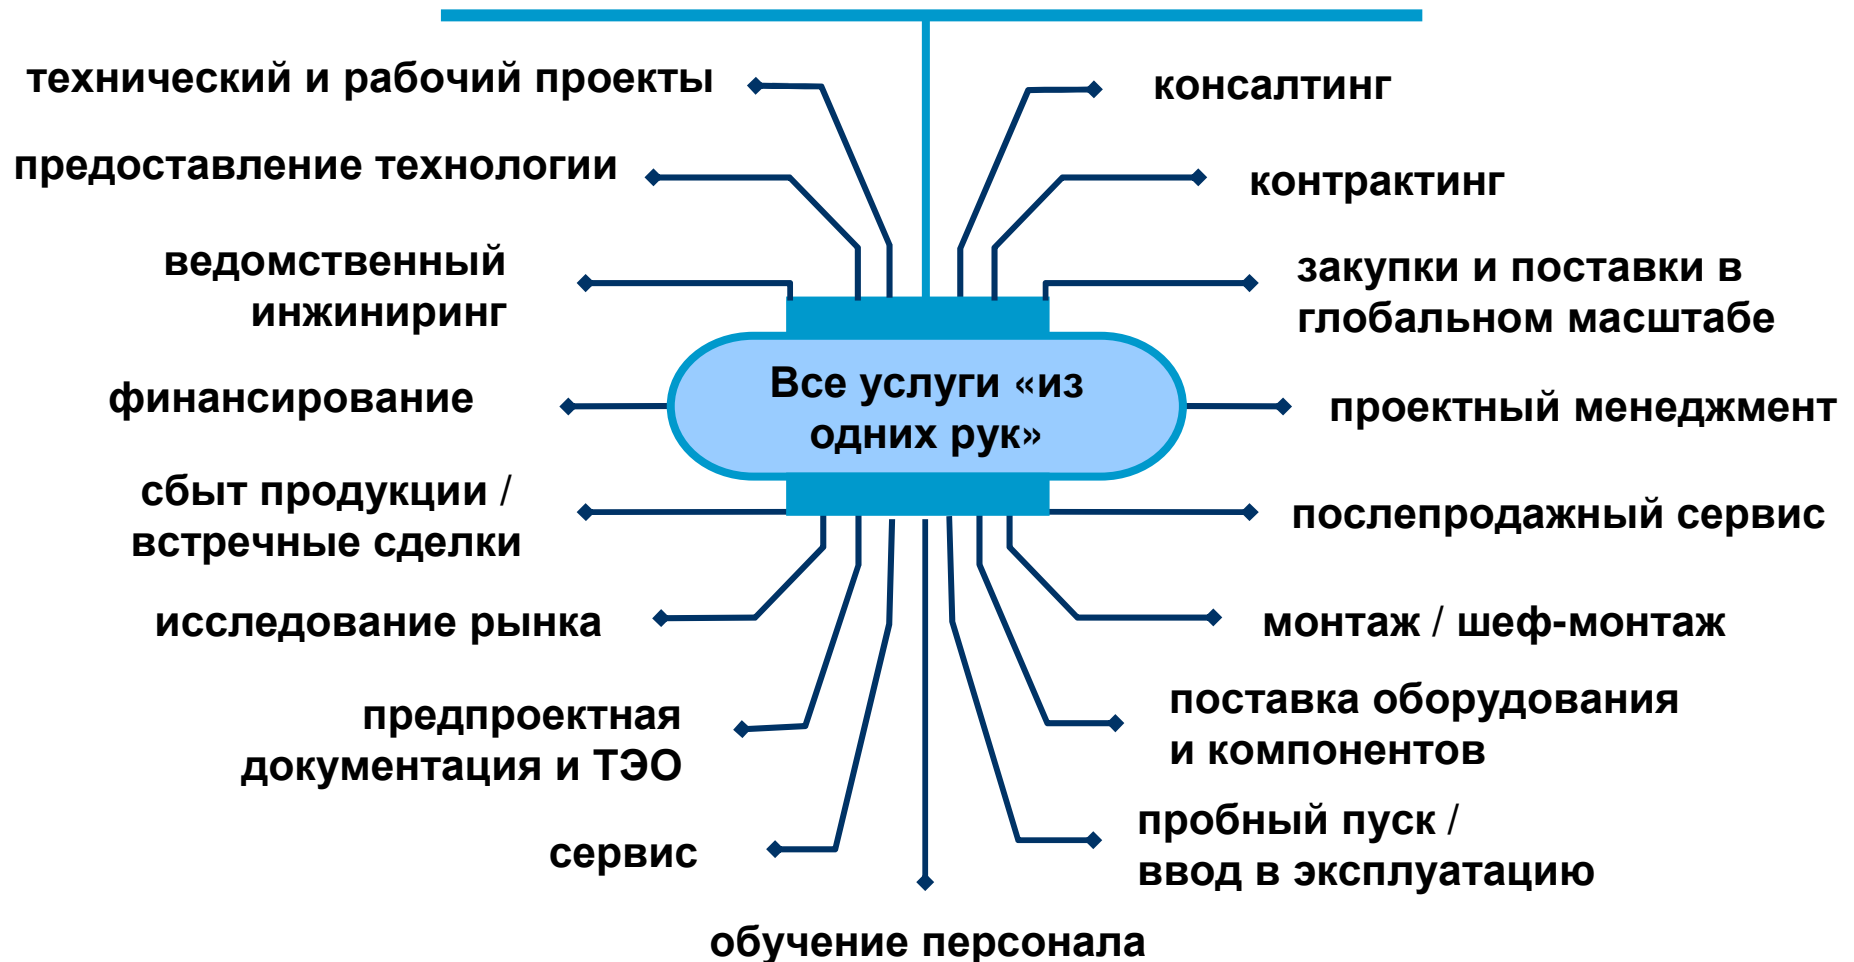 технический и рабочий проекты
консалтинг
предоставление технологии
контрактинг
ведомственный
инжиниринг
закупки и поставки в
глобальном масштабе
финансирование
Все услуги «из
одних рук»
проектный менеджмент
сбыт продукции /
встречные сделки
послепродажный сервис
исследование рынка
монтаж / шеф-монтаж
предпроектная
документация и ТЭО
поставка оборудования
и компонентов
сервис
пробный пуск /
ввод в эксплуатацию
обучение персонала